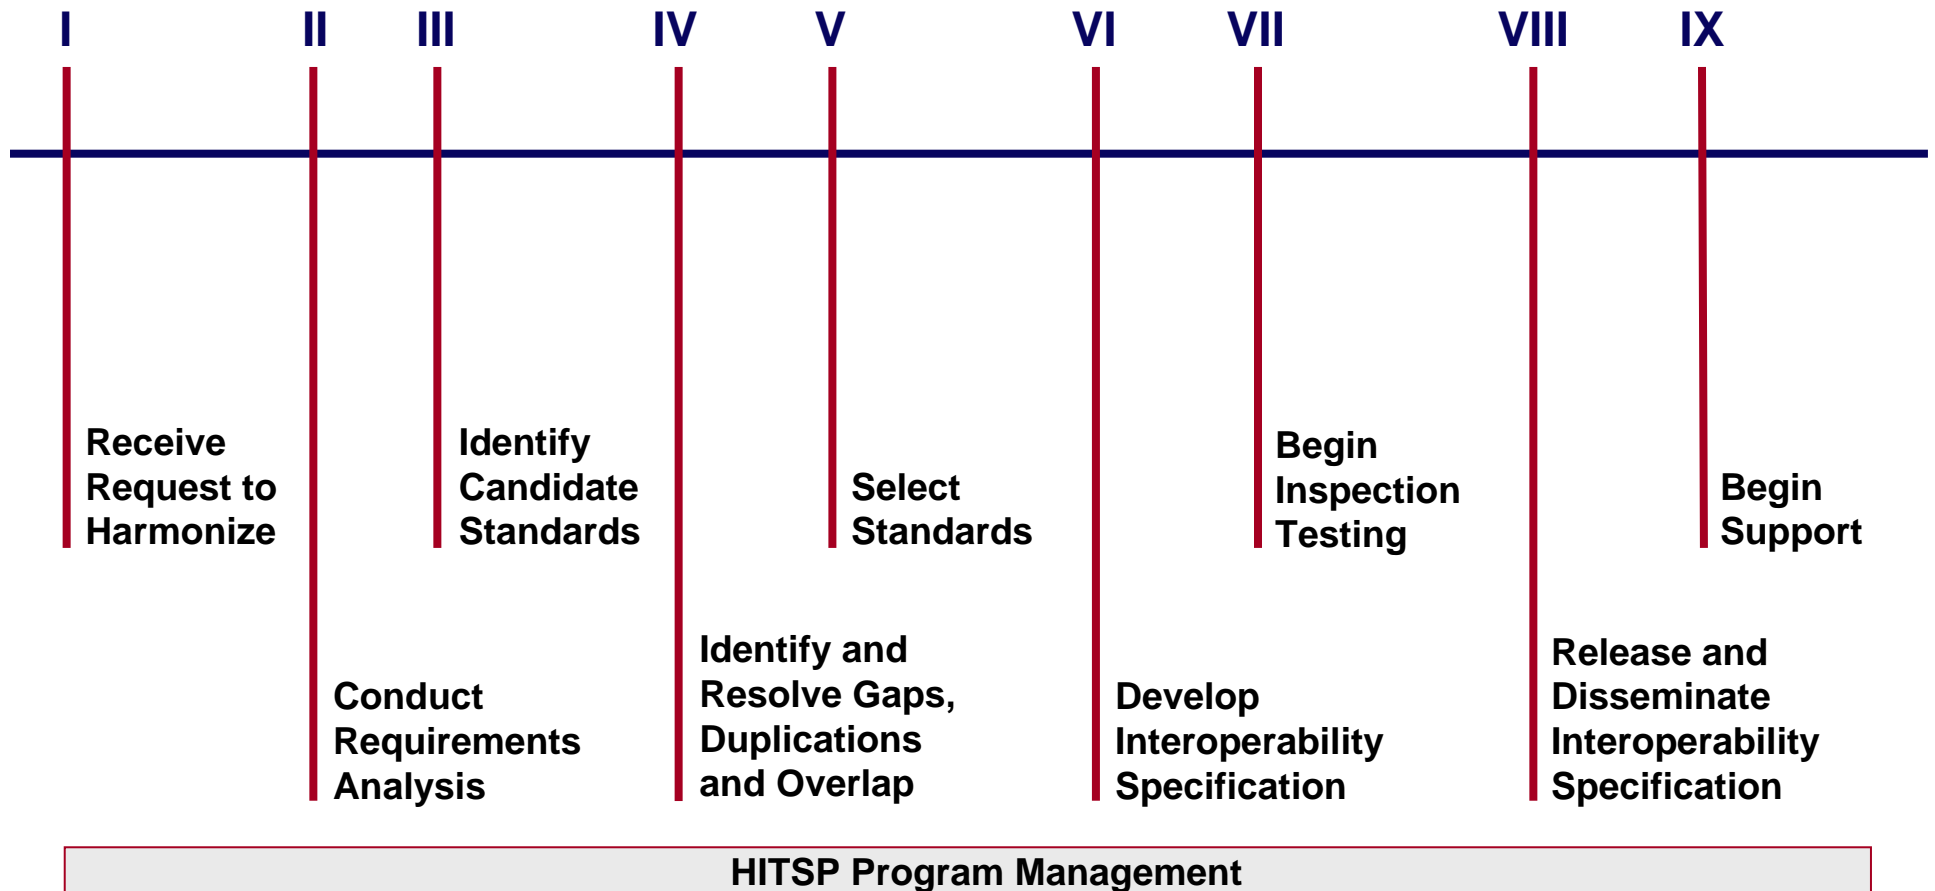 I II III IV V VI VII VIII IX
Receive
Request to
Harmonize
Conduct
Requirements
Analysis
Identify
Candidate
Standards
Identify and
Resolve Gaps,
Duplications
and Overlap
Select
Standards
Develop
Interoperability
Specification
Begin
Inspection
Testing
Release and
Disseminate
Interoperability
Specification
Begin
Support
HITSP Program Management